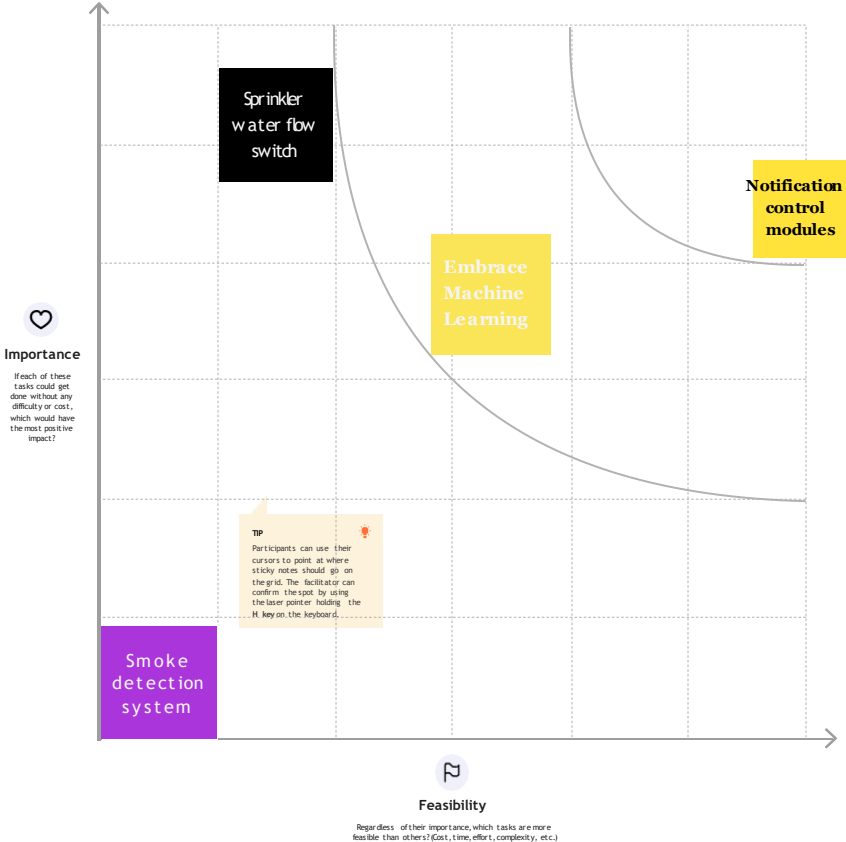 Sprinkler
water flow
switch
Notification
control
modules
Embrace
Machine
Learning
Importance
If each of these
tasks could get
done without any
difficulty or cost,
which would have
the most positive
impact?
TIP
Participants can use their
cursors to point at where
sticky notes should go on
the grid. The facilitator can
confirm the spot by using
the laser pointer holding the
H key on the keyboard.
Smoke
detection
system
Feasibility
Regardless of their importance, which tasks are more
feasible than others? (Cost, time, effort, complexity, etc.)